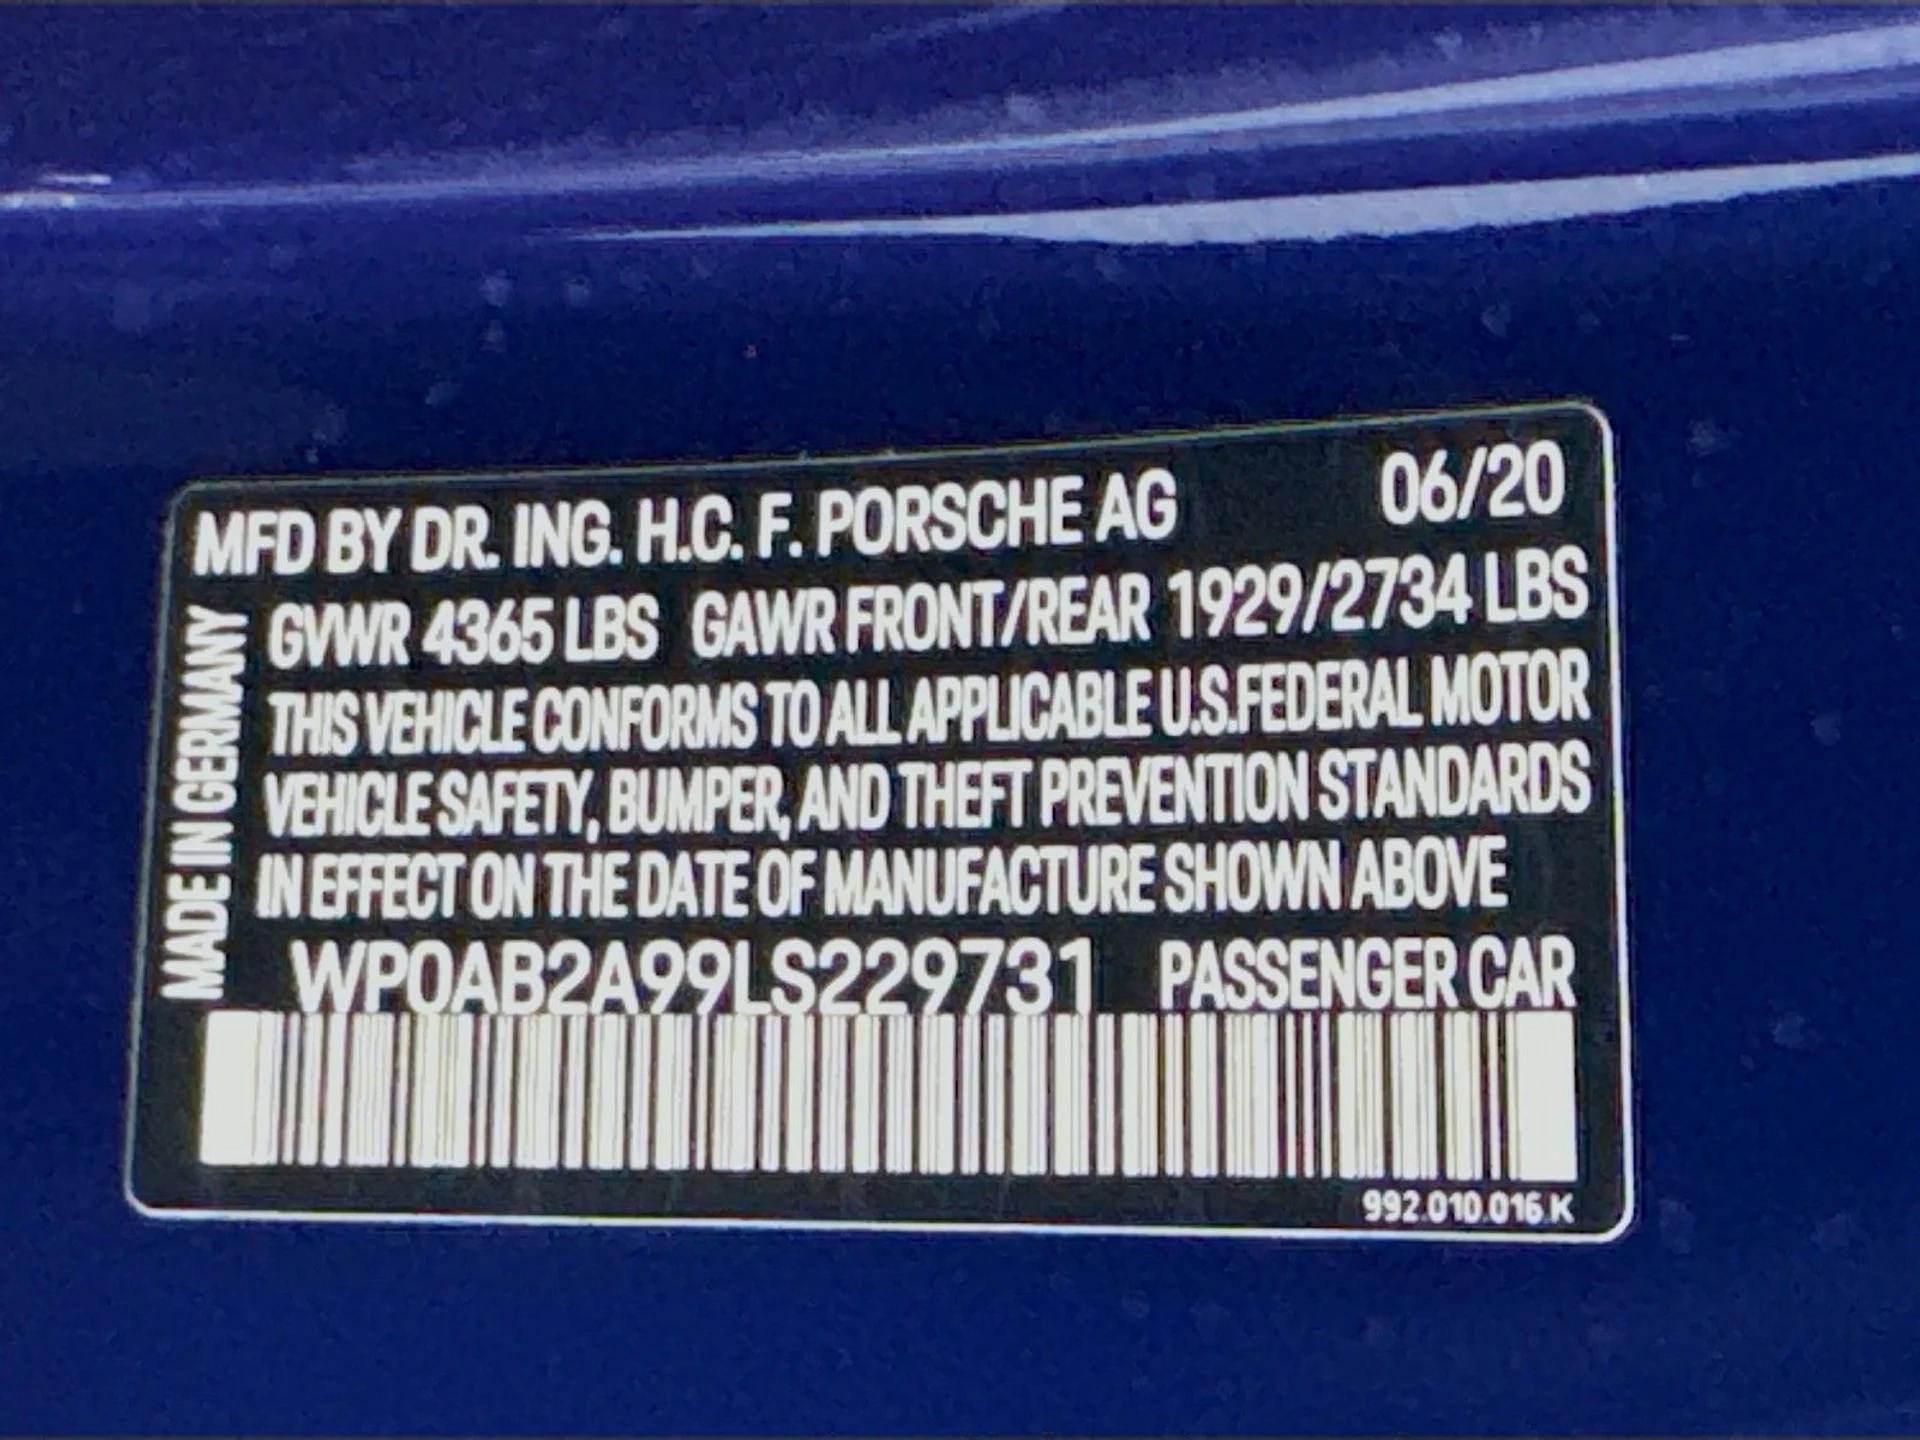 MFD BY DR. ING. H.C. F. PORSCHE AG 06/20
GVWR 4365 LBS GAWR FRONT/REAR 1929/2734 LBS
THIS VEHICLE CONFORMS TO ALL APPLICABLE U.S.FEDERAL MOTOR
VEHICLE SAFETY, BUMPER, AND THEFT PREVENTION STANDARDS
IN EFFECT ON THE DATE OF MANUFACTURE SHOWN ABOVE
MADE IN GERMANY
WP0AB2A99LS229731 PASSENGER CAR
992.010.016.K